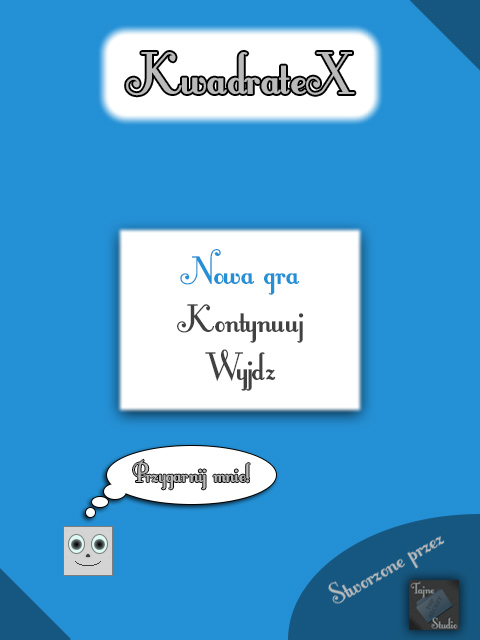 KwadrateX
Nowa gra
Kontynuuj
Wyjdz
Przygarnij mnie!
Stworzone przez
Tajne
Studio